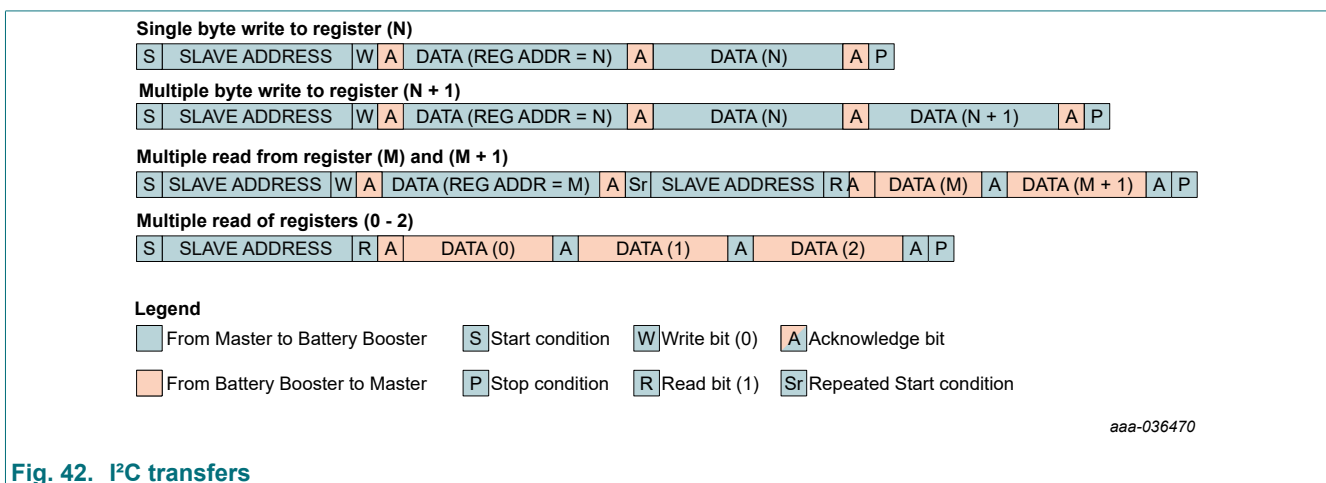 Single byte write to register (N)
S SLAVE ADDRESS W A DATA (REG ADDR = N) A DATA (N) A P
Multiple byte write to register (N + 1)
S SLAVE ADDRESS W A DATA (REG ADDR = N) A DATA (N) A DATA (N + 1) A P
Multiple read from register (M) and (M + 1)
S SLAVE ADDRESS W A DATA (REG ADDR = M) A Sr SLAVE ADDRESS R A DATA (M) A DATA (M + 1) A P
Multiple read of registers (0 - 2)
S SLAVE ADDRESS R A DATA (0) A DATA (1) A DATA (2) A P
Legend
From Master to Battery Booster S Start condition W Write bit (0) A Acknowledge bit
From Battery Booster to Master P Stop condition R Read bit (1) Sr Repeated Start condition
aaa-036470
Fig. 42. I²C transfers